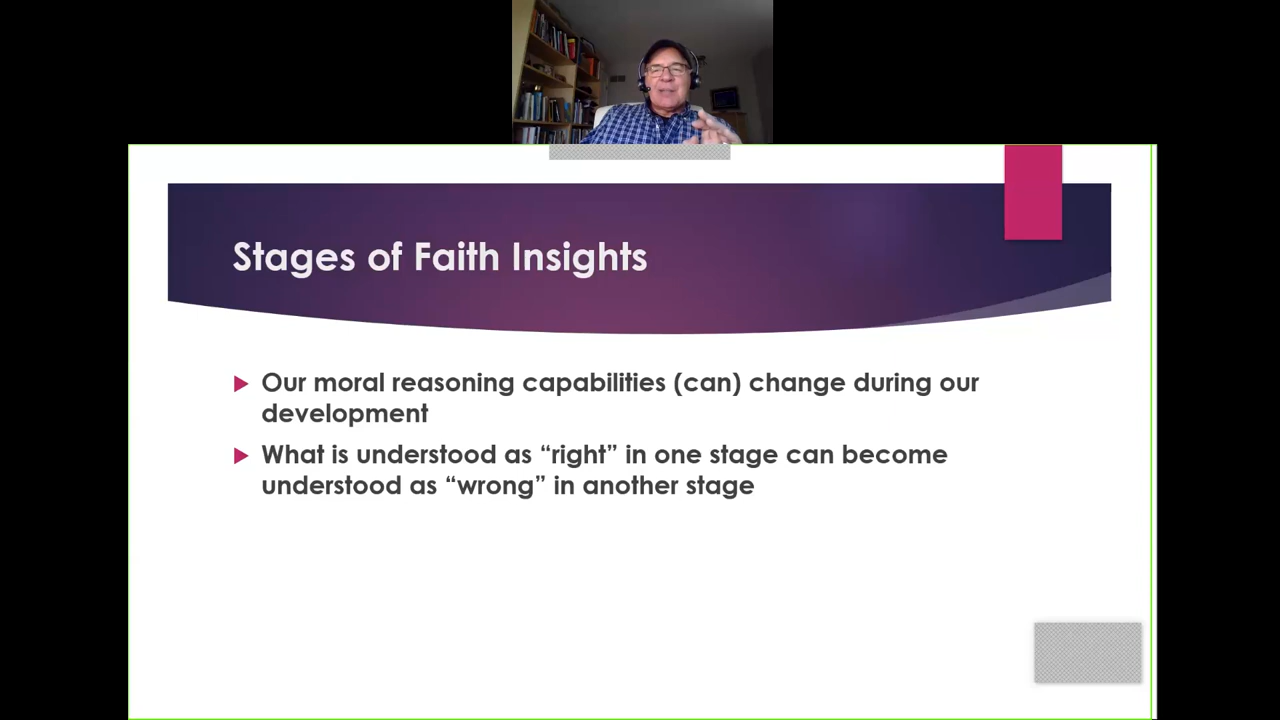 Stages of Faith Insights
Our moral reasoning capabilities (can) change during our
development
What is understood as “right” in one stage can become
understood as “wrong” in another stage